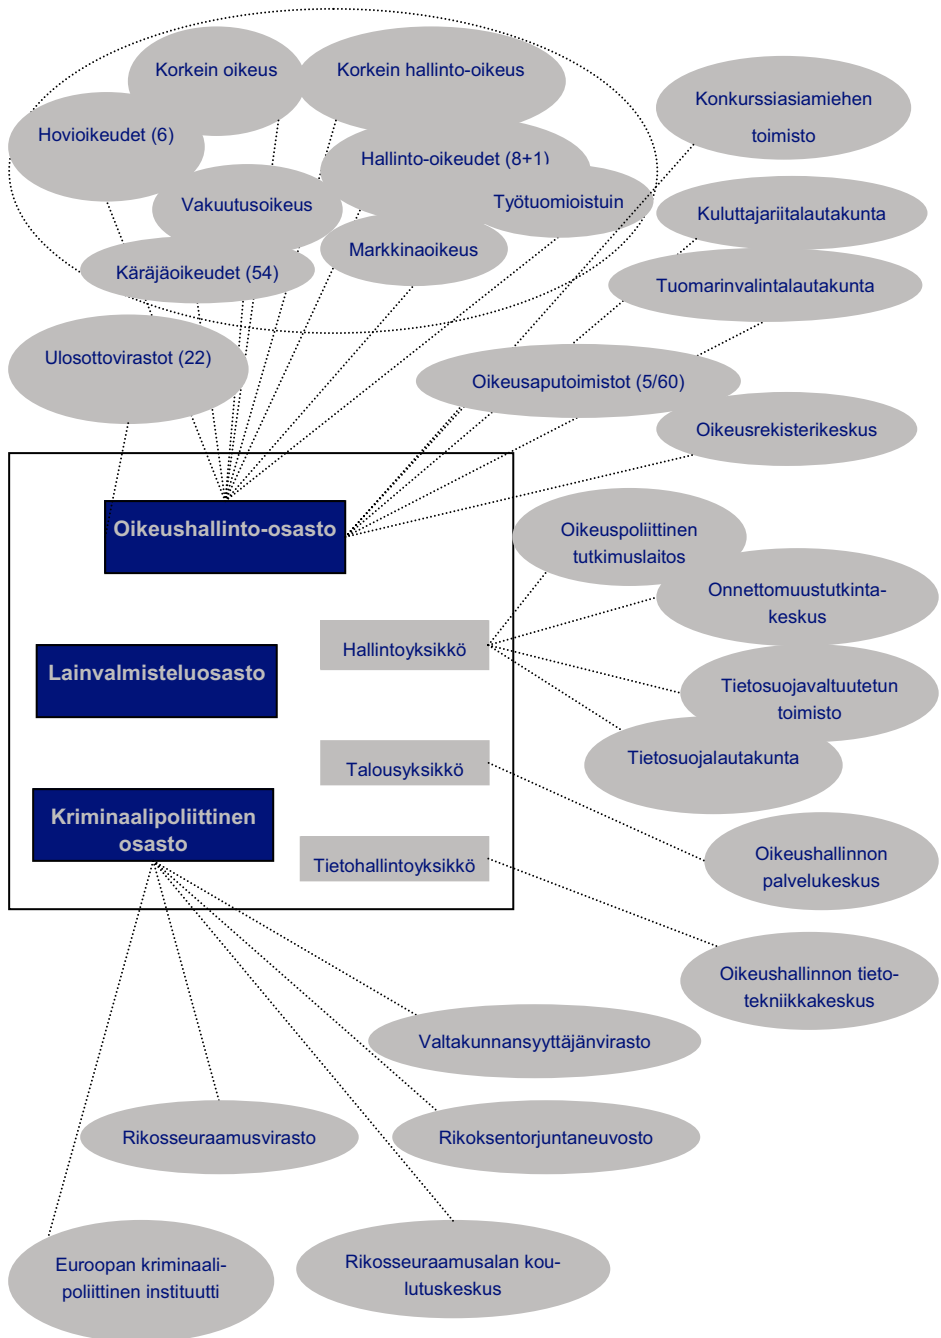 Korkein oikeus
Korkein hallinto-oikeus
Konkurssiasiamiehen
toimisto
Hovioikeudet (6)
Hallinto-oikeudet (8+1)
Vakuutusoikeus
Työtuomioistuin
Kuluttajariitalautakunta
Markkinaoikeus
Käräjäoikeudet (54)
Tuomarinvalintalautakunta
Ulosottovirastot (22)
Oikeusaputoimistot (5/60)
Oikeusrekisterikeskus
Oikeushallinto-osasto
Oikeuspoliittinen
tutkimuslaitos
Onnettomuustutkinta-
keskus
Hallintoyksikkö
Lainvalmisteluosasto
Tietosuojavaltuutetun
toimisto
Tietosuojalautakunta
Talousyksikkö
Kriminaalipoliittinen
osasto
Tietohallintoyksikkö
Oikeushallinnon
palvelukeskus
Oikeushallinnon tieto-
tekniikkakeskus
Valtakunnansyyttäjänvirasto
Rikosseuraamusvirasto
Rikoksentorjuntaneuvosto
Euroopan kriminaali-
poliittinen instituutti
Rikosseuraamusalan kou-
lutuskeskus